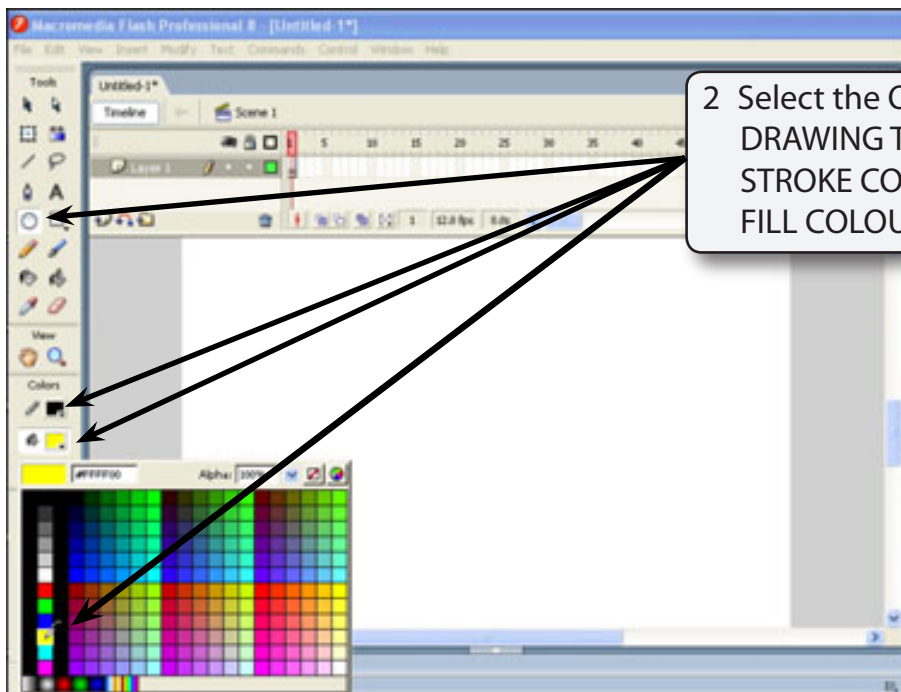 Macromedia Flash Professional 8 - [Untitled-1*]
File Edit View Insert Modify Text Commands Control Window Help
Tools
Untitled-1*
Timeline
Scene 1
5 10 15 20 25 30 35 40
Layer 1
1 12.0 fps 0.0s
2 Select the
DRAWING T
STROKE CO
FILL COLOU
A
View
Colors
#FFFF00 Alpha: 100%